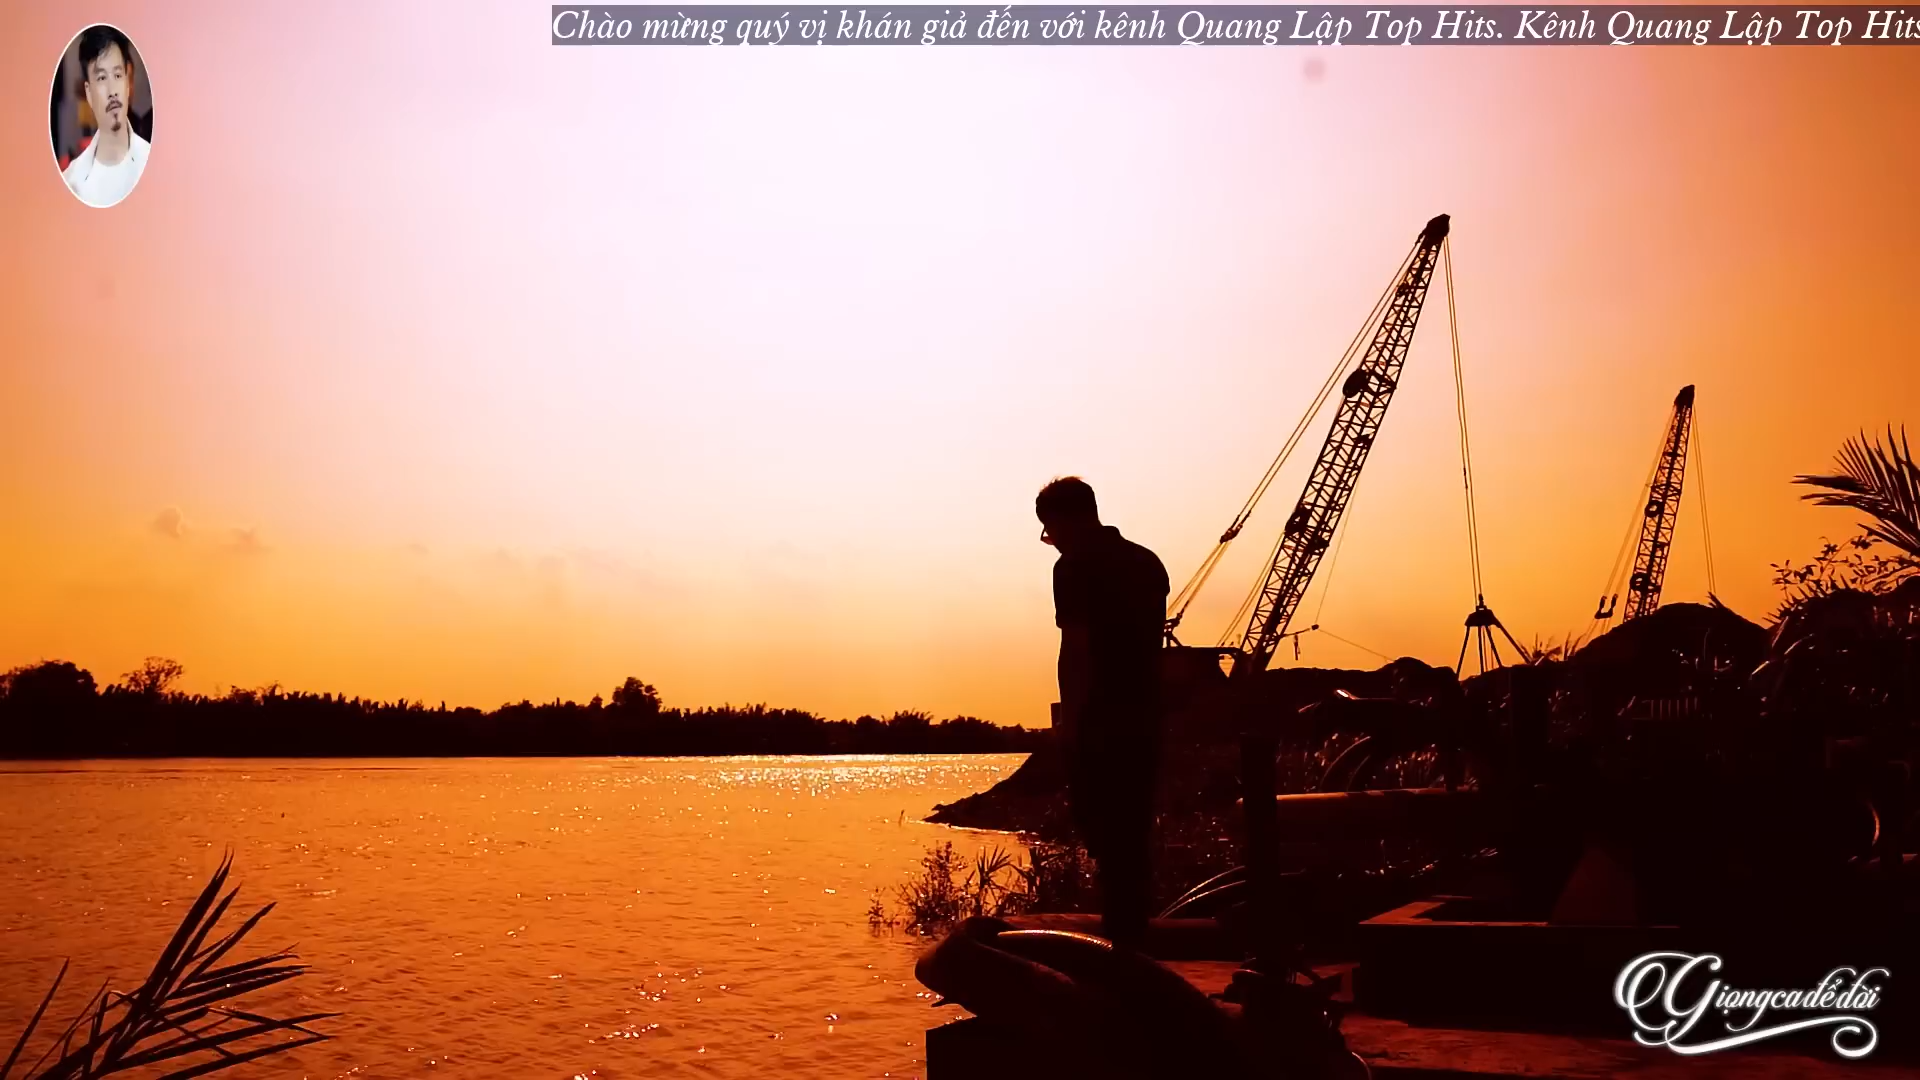 Chào mừng quý vị khán giả đến với kênh Quang Lập Top Hits. Kênh Quang Lập Top Hits
Giọngcađểđời